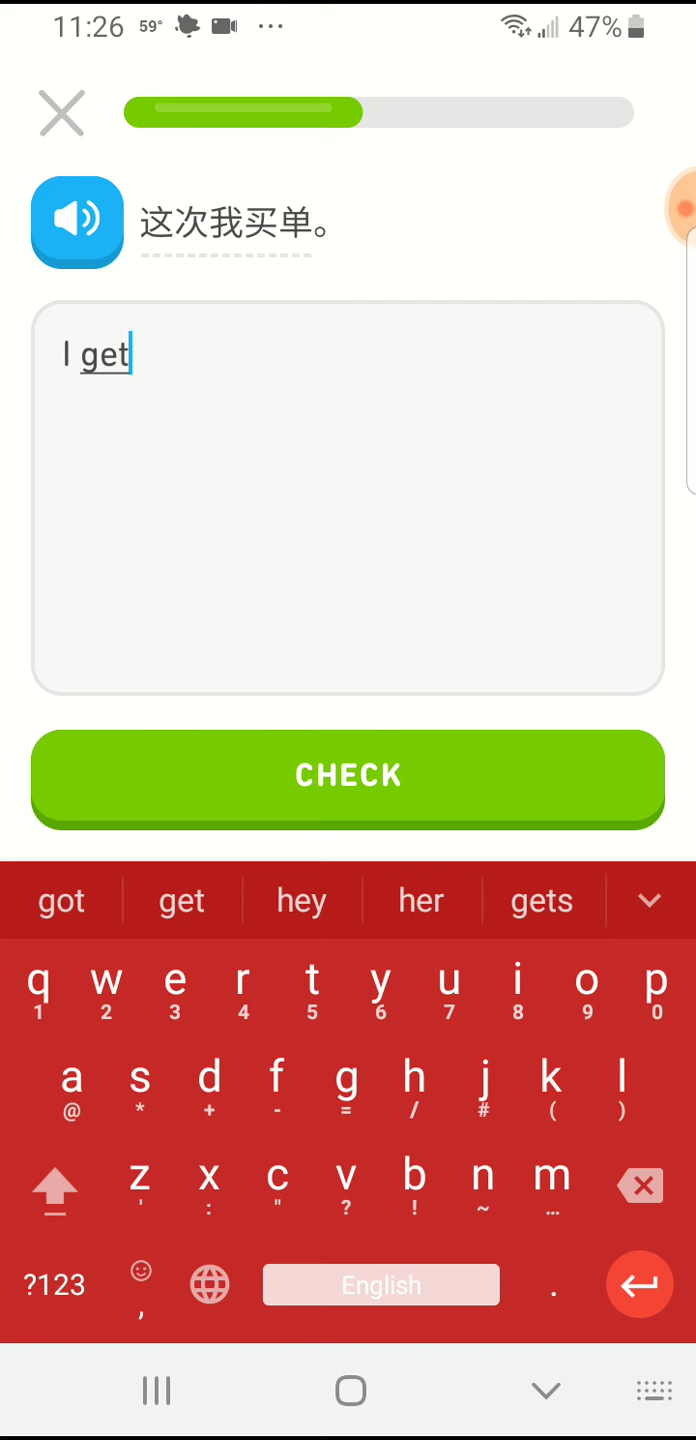 11:26 59° ... 47%
这次我买单。
I get
CHECK
got get hey her gets
q w e r t y u i o p
1 2 3 4 5 6 7 8 9 0
a s d f g h j k l
@ * + - = / # ( )
z x c v b n m
' : " ? ! ~ …
?123 , English .